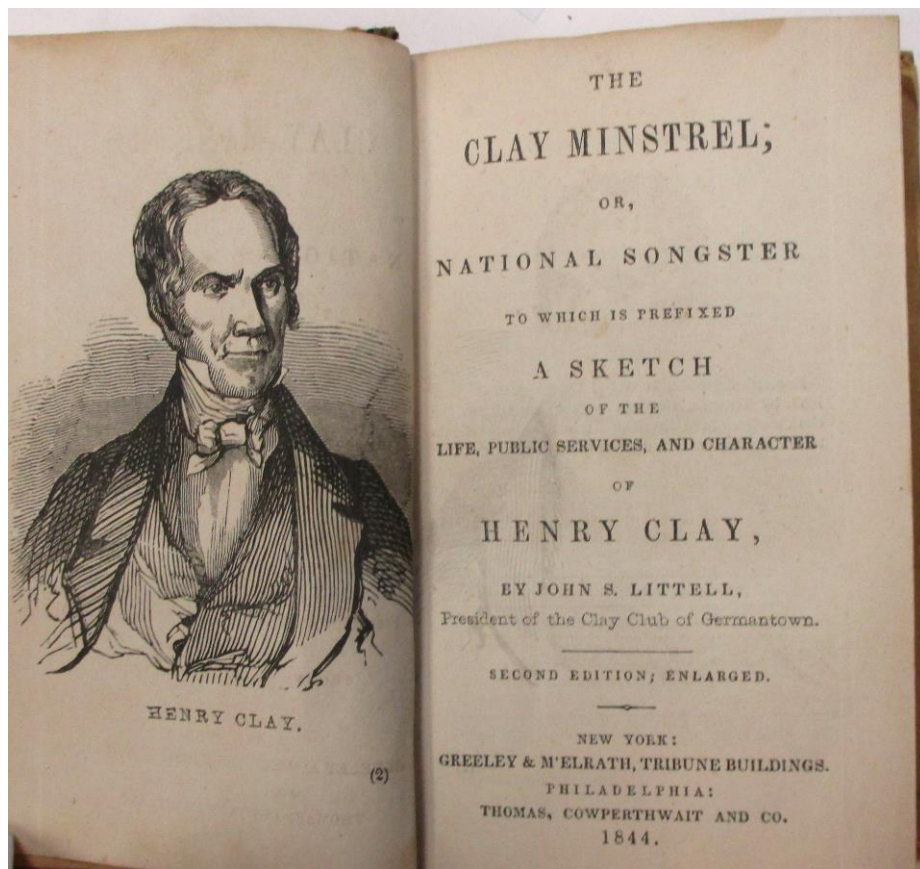 HENRY CLAY.
(2)
THE
CLAY MINSTREL;
OR,
NATIONAL SONGSTER
TO WHICH IS PREFIXED
A SKETCH
OF THE
LIFE, PUBLIC SERVICES, AND CHARACTER
OF
HENRY CLAY,
BY JOHN S. LITTELL,
President of the Clay Club of Germantown.
SECOND EDITION; ENLARGED.
NEW YORK:
GREELEY & M'ELRATH, TRIBUNE BUILDINGS.
PHILADELPHIA:
THOMAS, COWPERTHWAIT AND CO.
1844.